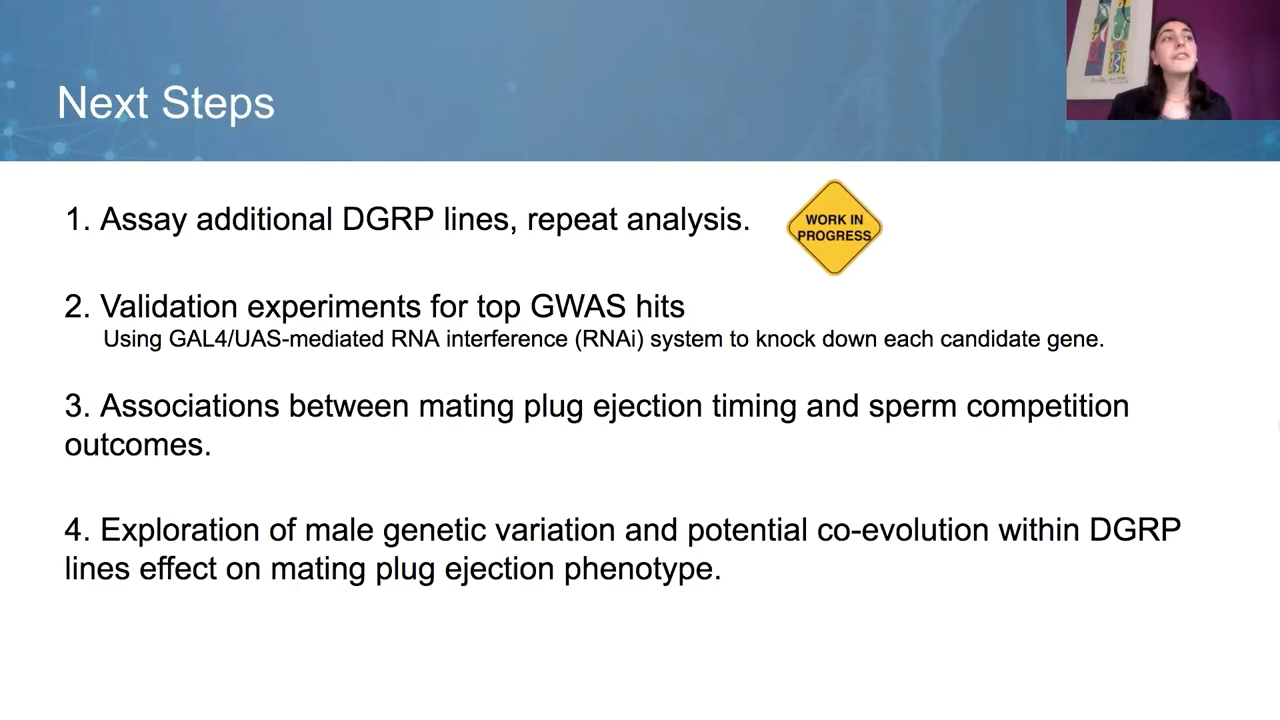 Next Steps
1. Assay additional DGRP lines, repeat analysis.
WORK IN
PROGRESS
2. Validation experiments for top GWAS hits
Using GAL4/UAS-mediated RNA interference (RNAi) system to knock down each candidate gene.
3. Associations between mating plug ejection timing and sperm competition
outcomes.
4. Exploration of male genetic variation and potential co-evolution within DGRP
lines effect on mating plug ejection phenotype.